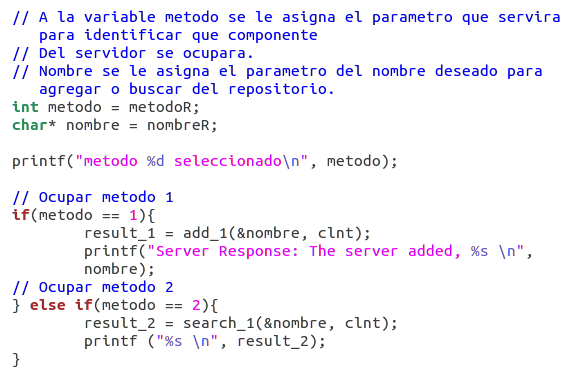 // A la variable metodo se le asigna el parametro que servira
para identificar que componente
// Del servidor se ocupara.
// Nombre se le asigna el parametro del nombre deseado para
agregar o buscar del repositorio.
int metodo = metodoR;
char* nombre = nombreR;

printf("metodo %d seleccionado\n", metodo);

// Ocupar metodo 1
if(metodo == 1){
        result_1 = add_1(&nombre, clnt);
        printf("Server Response: The server added, %s \n",
        nombre);
// Ocupar metodo 2
} else if(metodo == 2){
        result_2 = search_1(&nombre, clnt);
        printf ("%s \n", result_2);
}